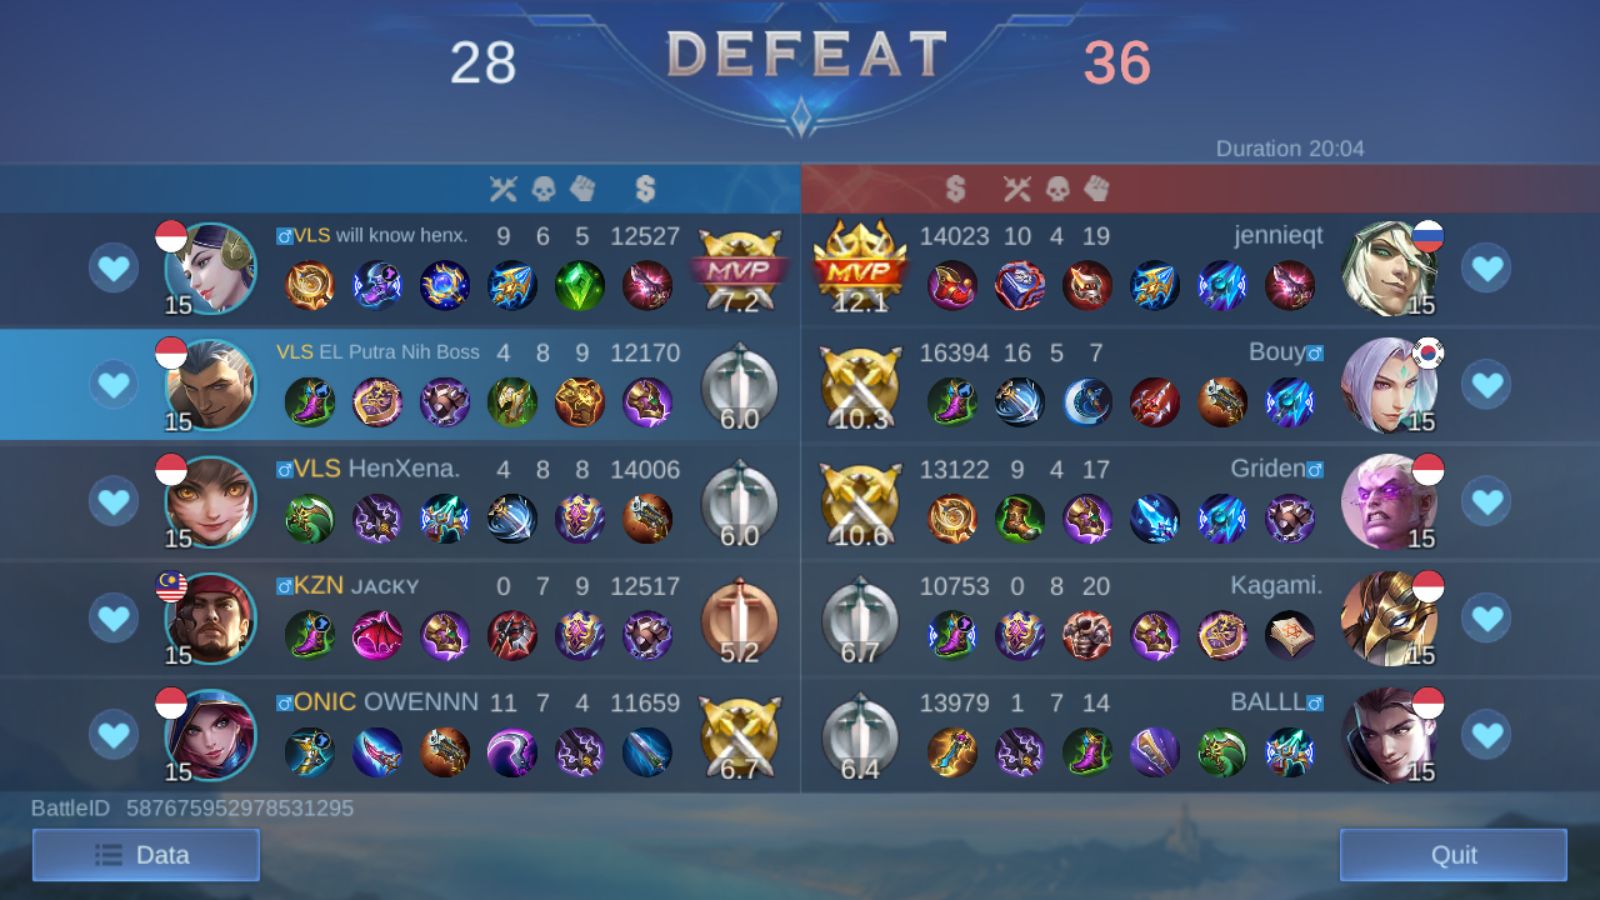 28 DEFEAT 36
Duration 20:04
VLS will know henx. 9 6 5 12527 MVP 7.2 15
MVP 12.1 14023 10 4 19 jennieqt 15
VLS EL Putra Nih Boss 4 8 9 12170 6.0 15
10.3 16394 16 5 7 Bouy 15
VLS HenXena. 4 8 8 14006 6.0 15
10.6 13122 9 4 17 Griden 15
KZN JACKY 0 7 9 12517 5.2 15
6.7 10753 0 8 20 Kagami. 15
ONIC OWENNN 11 7 4 11659 6.7 15
6.4 13979 1 7 14 BALLL 15
BattleID 587675952978531295
Data
Quit